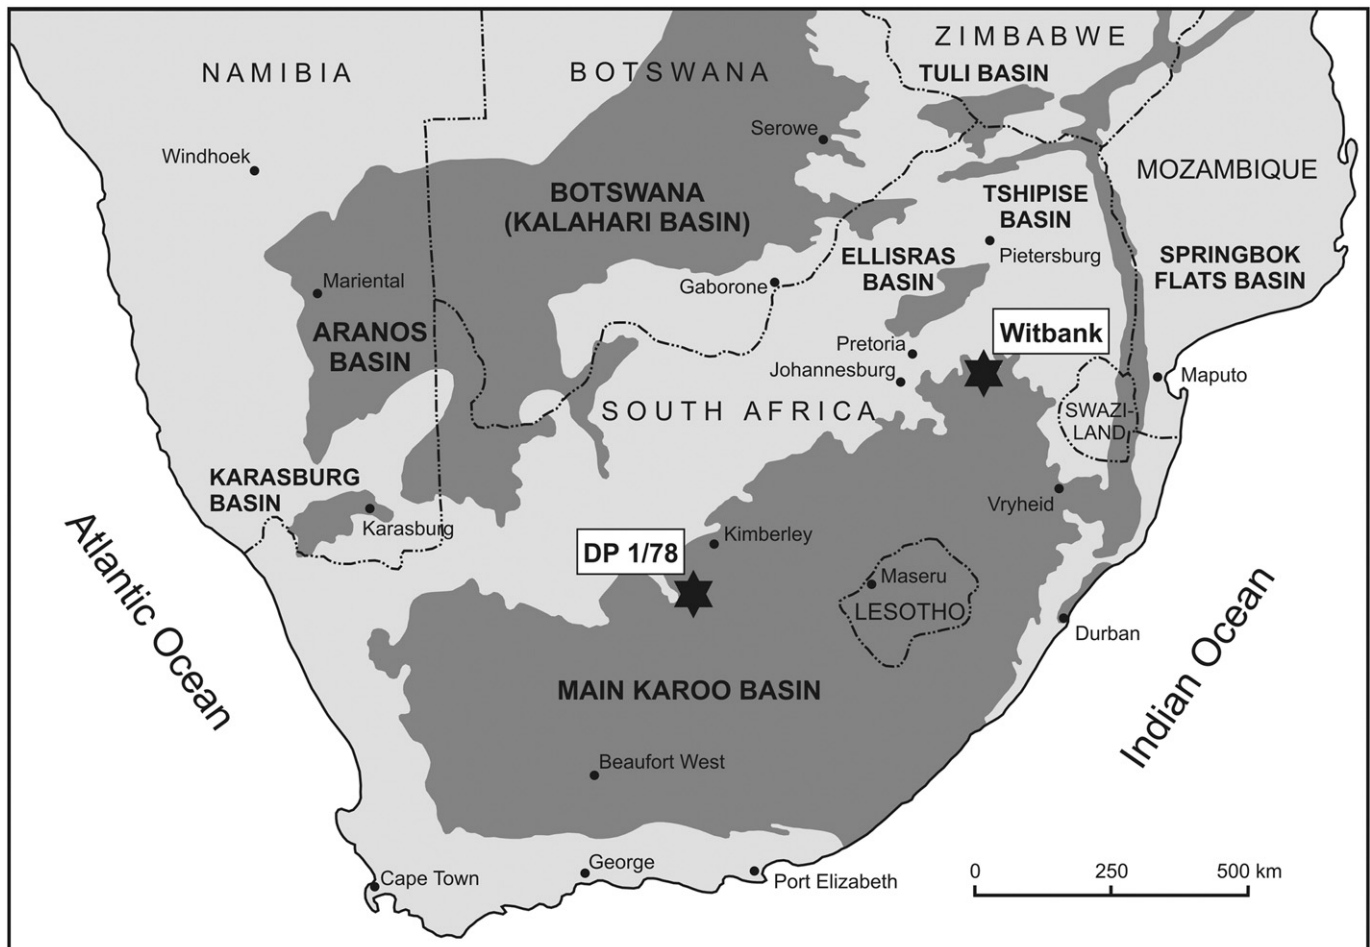 NAMIBIA
BOTSWANA
ZIMBABWE
TULI BASIN
Serowe
Windhoek
MOZAMBIQUE
BOTSWANA
(KALAHARI BASIN)
TSHIPISE
BASIN
Pietersburg
ELLISRAS
BASIN
SPRINGBOK
FLATS BASIN
Mariental
Gaborone
ARANOS
BASIN
Witbank
Pretoria
Johannesburg
Maputo
SOUTH AFRICA
SWAZI-
LAND
KARASBURG
BASIN
Karasburg
Vryheid
Kimberley
DP 1/78
Maseru
LESOTHO
Durban
Atlantic Ocean
Indian Ocean
MAIN KAROO BASIN
Beaufort West
George
Cape Town
Port Elizabeth
0 250 500 km